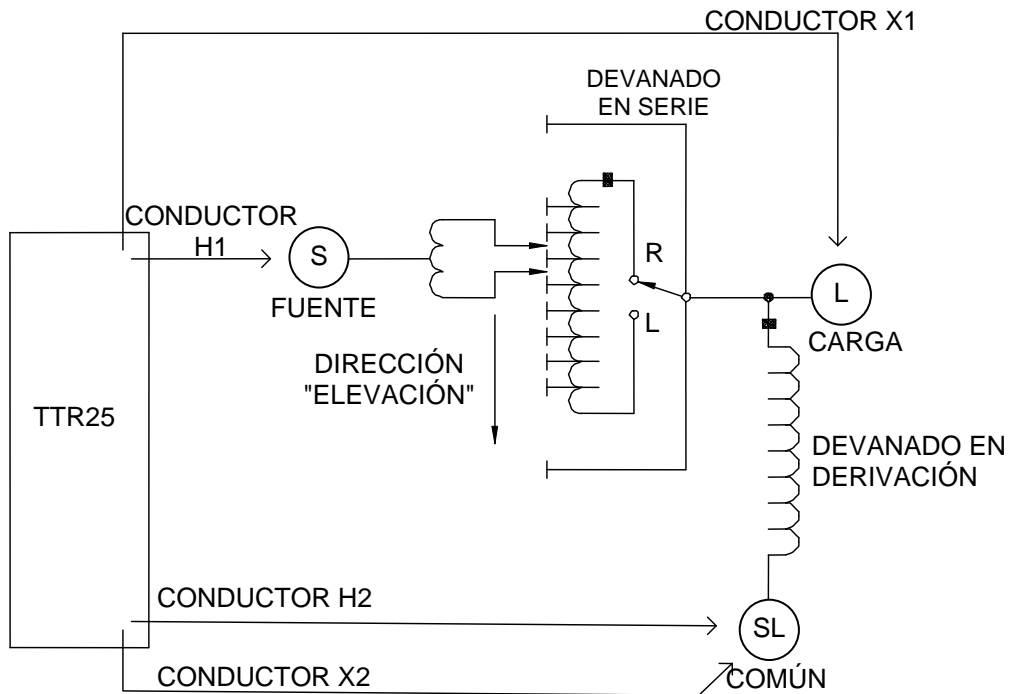 CONDUCTOR X1
DEVANADO
EN SERIE
CONDUCTOR
H1
S
FUENTE
R
L
L
CARGA
DIRECCIÓN
"ELEVACIÓN"
TTR25
DEVANADO EN
DERIVACIÓN
CONDUCTOR H2
SL
CONDUCTOR X2
COMÚN